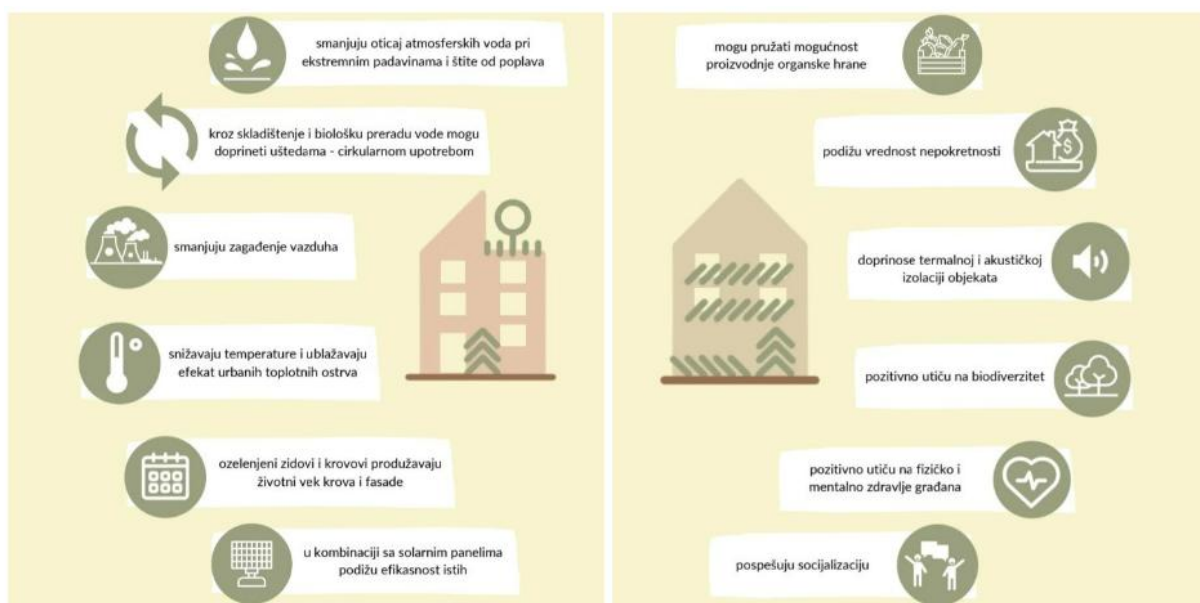 smanjuju oticaj atmosferskih voda pri
ekstremnim padavinama i štite od poplava
kroz skladištenje i biološku preradu vode mogu
doprineti uštedama - cirkularnom upotrebom
smanjuju zagađenje vazduha
snižavaju temperature i ublažavaju
efekat urbanih toplotnih ostrva
ozelenjeni zidovi i krovovi produžavaju
životni vek krova i fasade
u kombinaciji sa solarnim panelima
podižu efikasnost istih
mogu pružati mogućnost
proizvodnje organske hrane
podižu vrednost nepokretnosti
$
doprinose termalnoj i akustičkoj
izolaciji objekata
pozitivno utiču na biodiverzitet
pozitivno utiču na fizičko i
mentalno zdravlje građana
pospešuju socijalizaciju